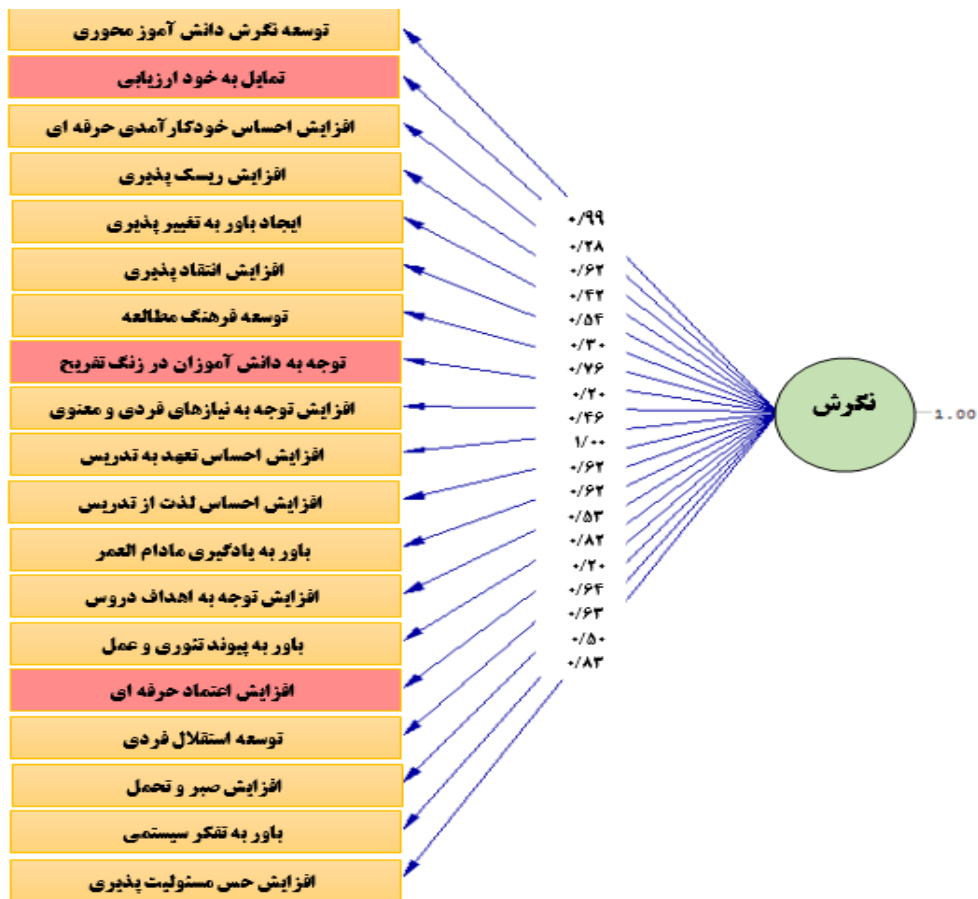 توسعه نگرش دانش آموز محوری
تمایل به خود ارزیابی
افزایش احساس خودکارآمدی حرفه ای
افزایش ریسک پذیری
ایجاد باور به تغییر پذیری
افزایش انتقاد پذیری
توسعه فرهنگ مطالعه
توجه به دانش آموزان در زنگ تفریح
افزایش توجه به نیازهای فردی و معنوی
افزایش احساس تعهد به تدریس
افزایش احساس لذت از تدریس
باور به یادگیری مادام العمر
افزایش توجه به اهداف دروس
باور به پیوند تئوری و عمل
افزایش اعتماد حرفه ای
توسعه استقلال فردی
افزایش صبر و تحمل
باور به تفکر سیستمی
افزایش حس مسئولیت پذیری
۰/۹۹
۰/۲۸
۰/۶۲
۰/۴۲
۰/۵۴
۰/۳۰
۰/۷۶
۰/۲۰
۰/۴۶
۱/۰۰
۰/۶۲
۰/۶۲
۰/۵۳
۰/۸۲
۰/۲۰
۰/۶۴
۰/۶۳
۰/۵۰
۰/۸۳
نگرش
1.00